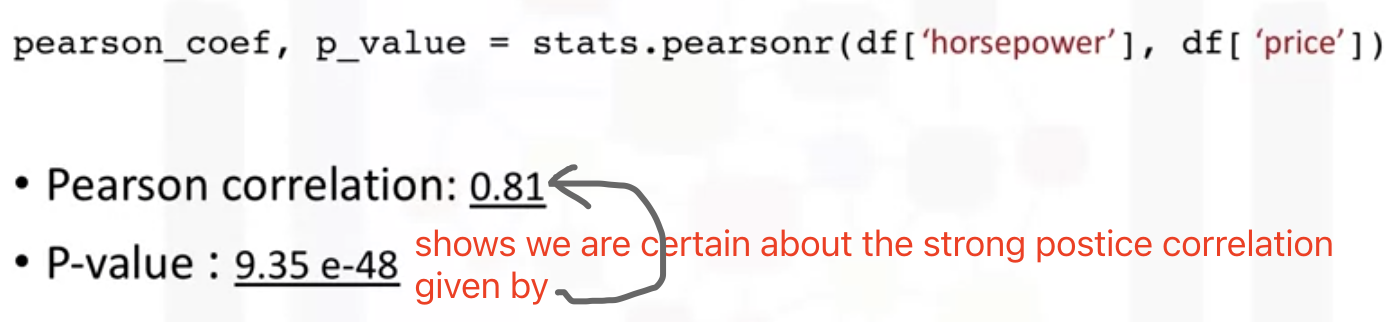 pearson_coef, p_value = stats.pearsonr(df[‘horsepower’], df[ ‘price’])
• Pearson correlation: 0.81
• P-value : 9.35 e-48
shows we are certain about the strong postice correlation
given by